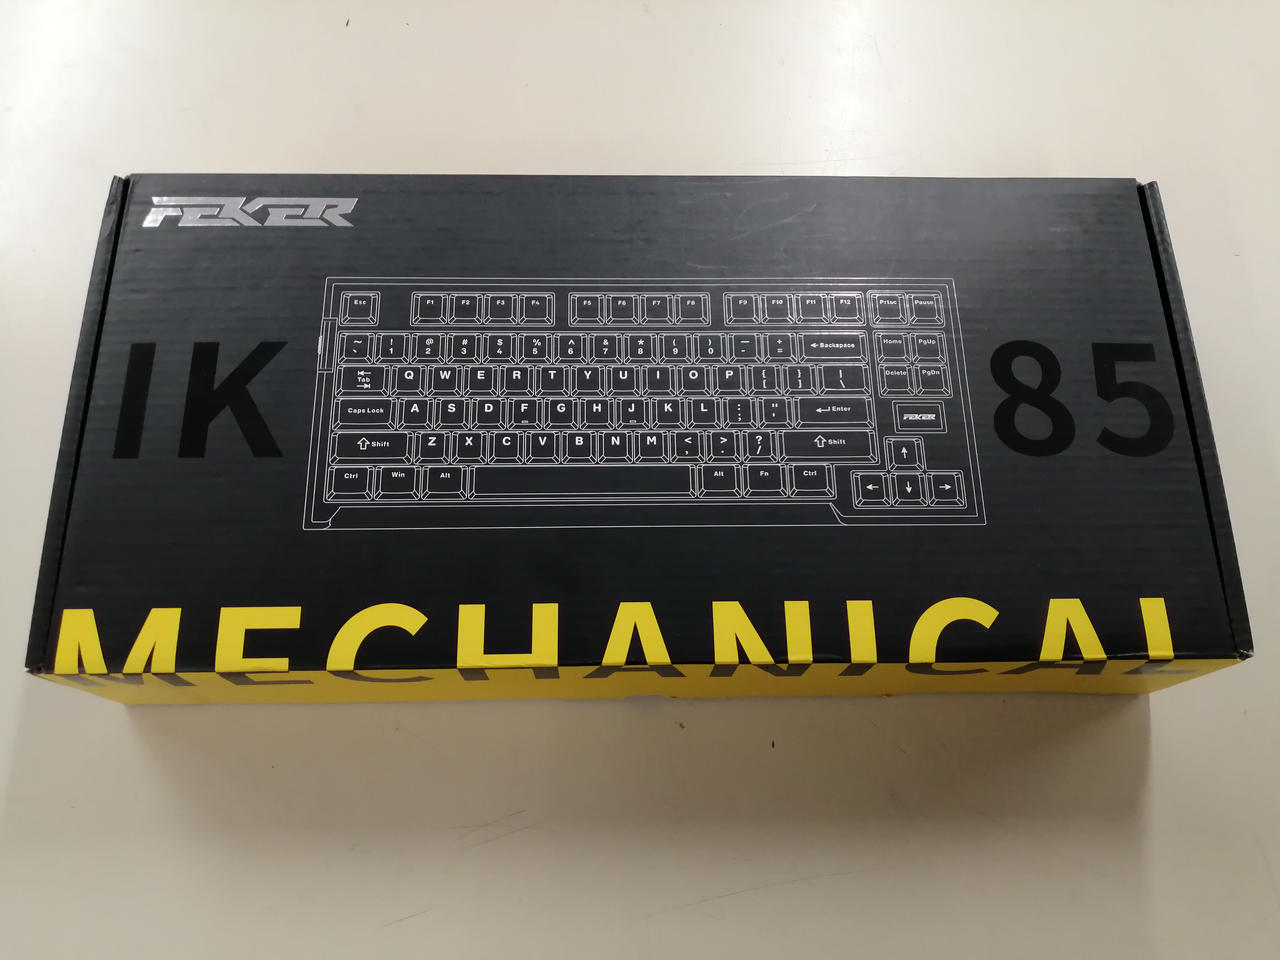 FEKER
IK 85
Esc F1 F2 F3 F4 F5 F6 F7 F8 F9 F10 F11 F12 Prtsc Pause
~ ` ! 1 @ 2 # 3 $ 4 % 5 ^ 6 & 7 * 8 ( 9 ) 0 — - + = ← Backspace Home PgUp
Tab Q W E R T Y U I O P { [ } ] | \ Delete PgDn
Caps Lock A S D F G H J K L : ; " ' Enter FEKER
Shift Z X C V B N M < , > . ? / Shift ↑
Ctrl Win Alt Alt Fn Ctrl ← ↓ →
MECHANICAL